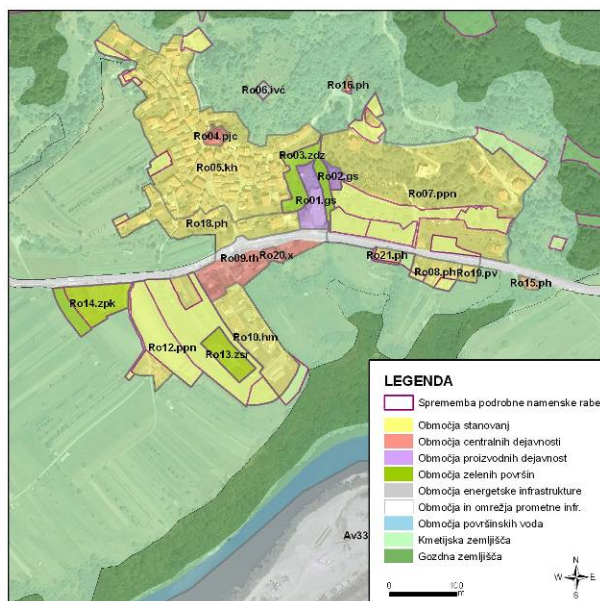 Ro06.ivč
Ro16.ph
Ro04.pjc
Ro03.zdz
Ro05.kh
Ro02.gs
Ro07.ppn
Ro01.gs
Ro18.ph
Ro09.th
Ro20.x
Ro21.ph
Ro08.ph
Ro19.pv
Ro15.ph
Ro14.zpk
Ro10.hm
Ro12.ppn
Ro13.zsr
Av33
LEGENDA
Sprememba podrobne namenske rabe
Območja stanovanj
Območja centralnih dejavnosti
Območja proizvodnih dejavnost
Območja zelenih površin
Območja energetske infrastrukture
Območja in omrežja prometne infr.
Območja površinskih voda
Kmetijska zemljišča
Gozdna zemljišča
N
W E
S
0 100
m